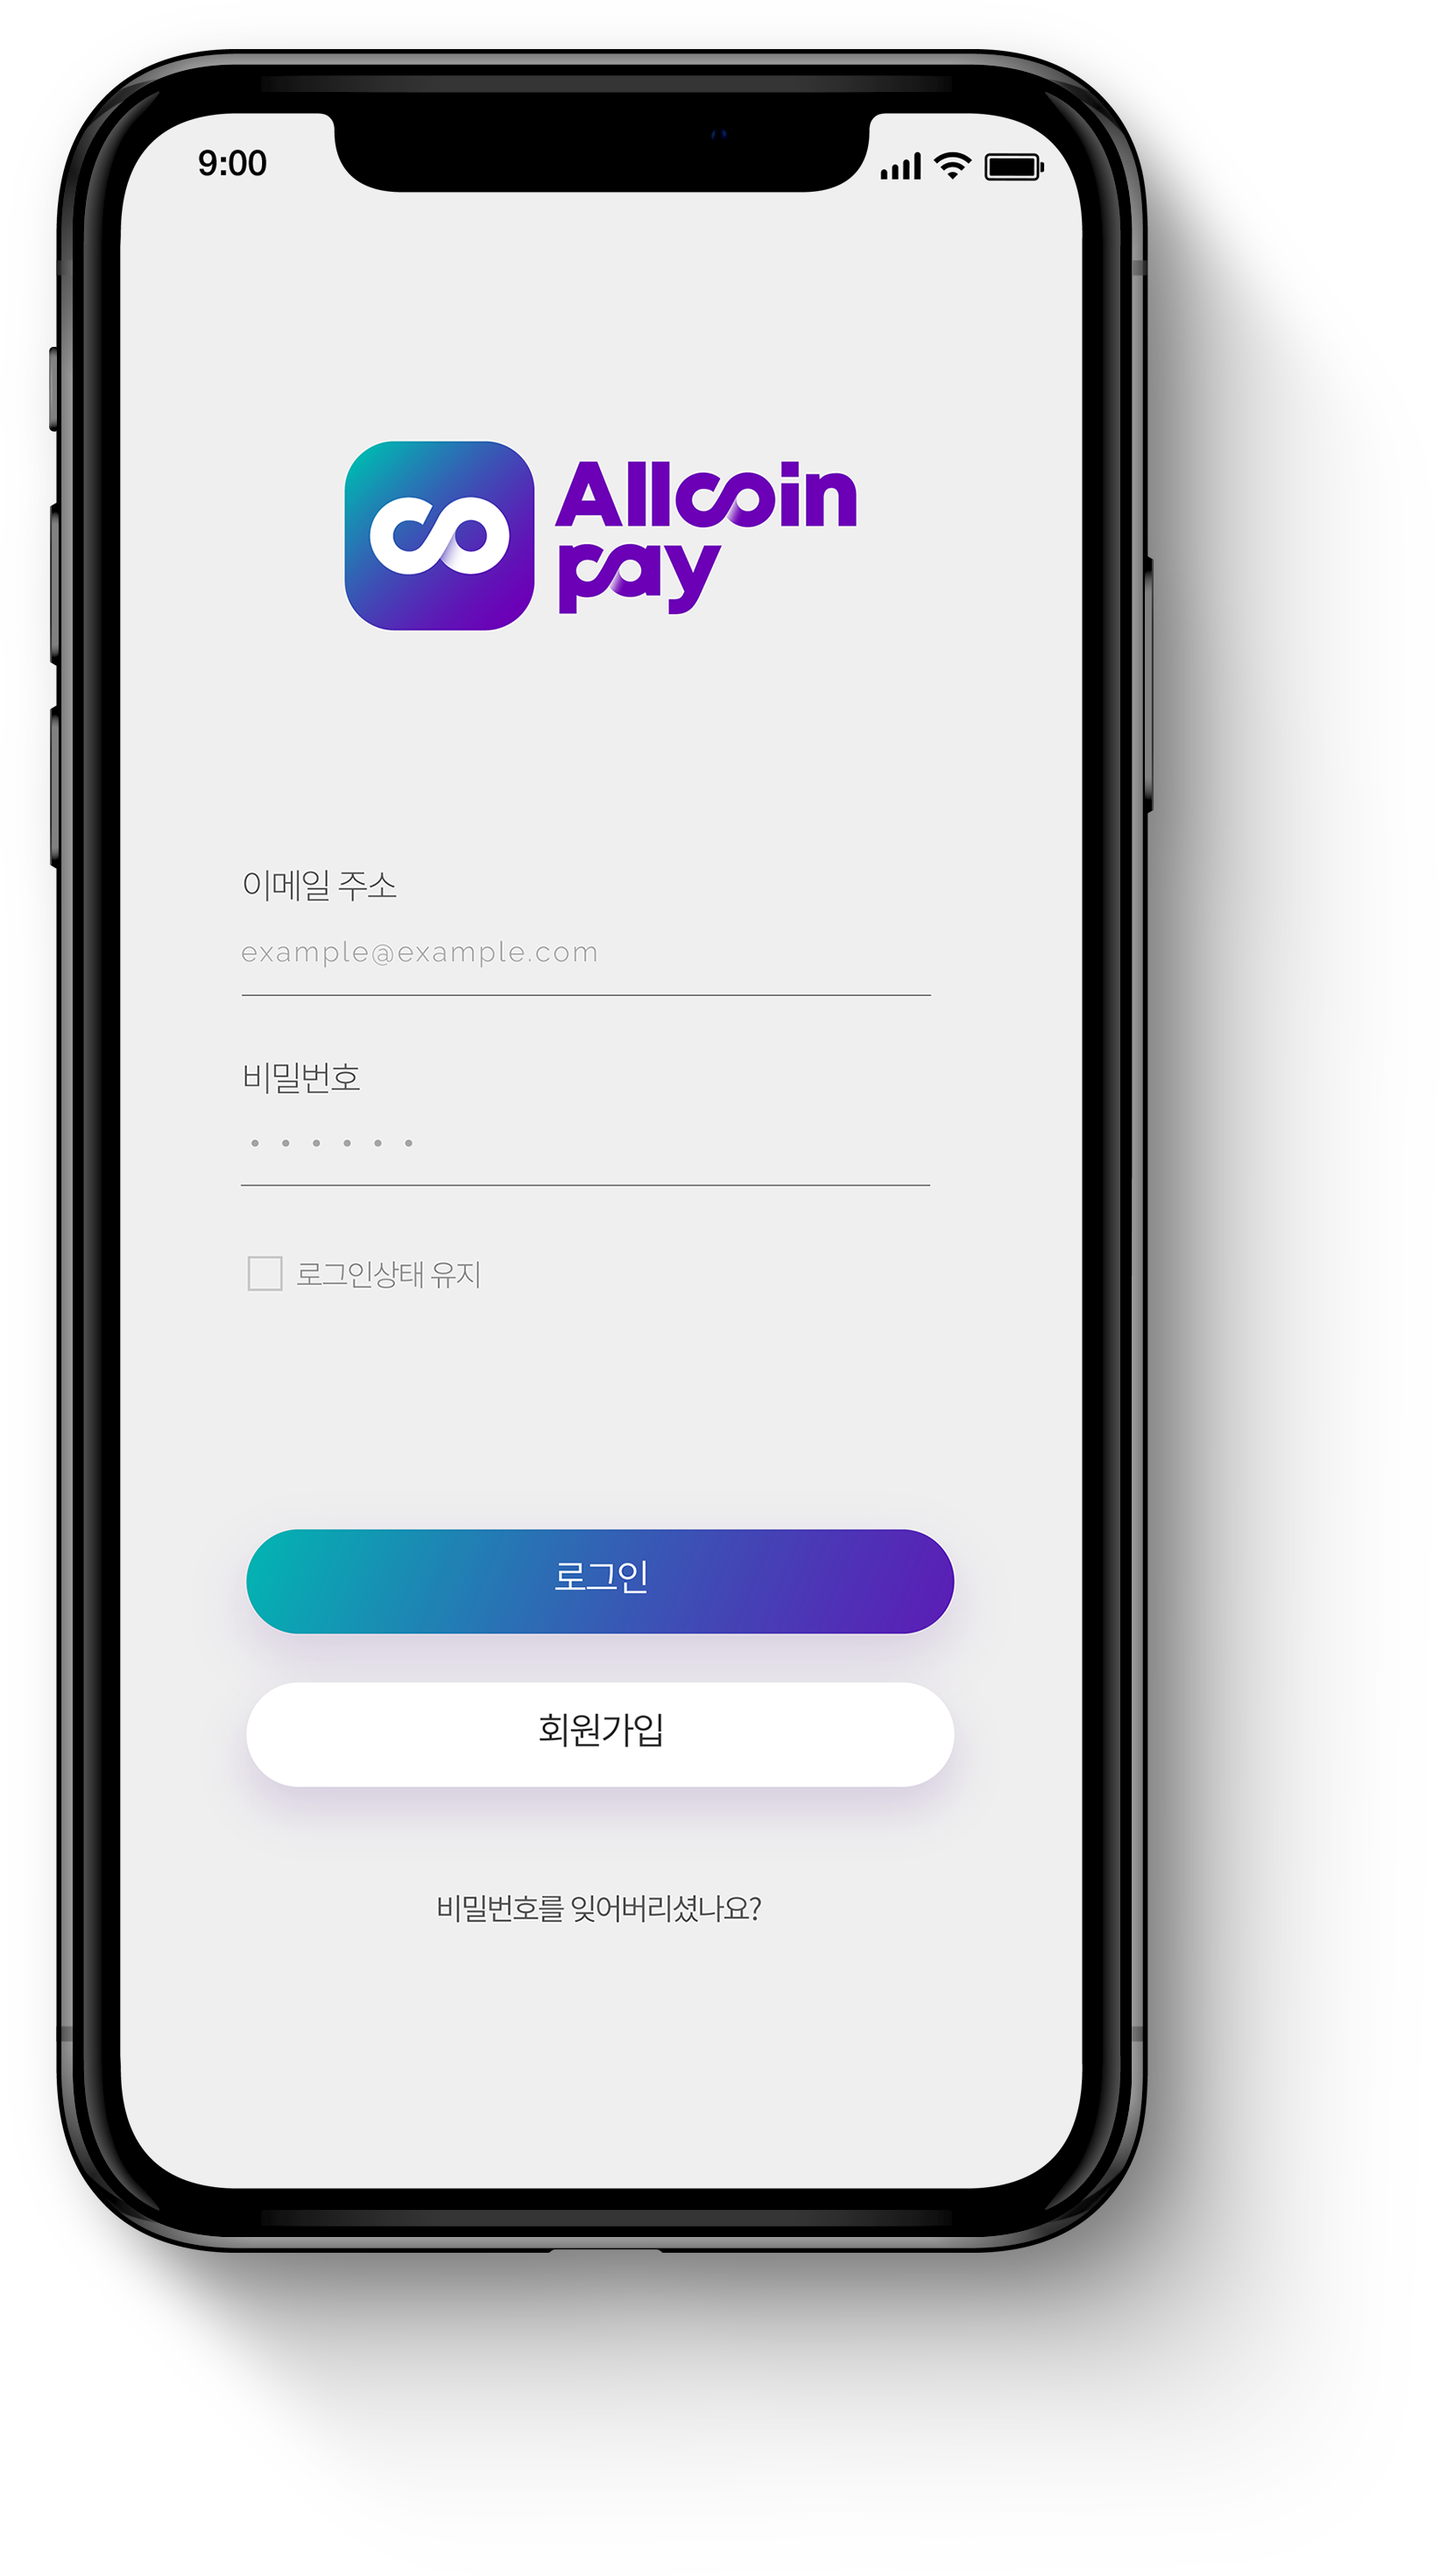 9:00
Allcoin
pay
이메일 주소
example@example.com
비밀번호
로그인상태 유지
로그인
회원가입
비밀번호를 잊어버리셨나요?